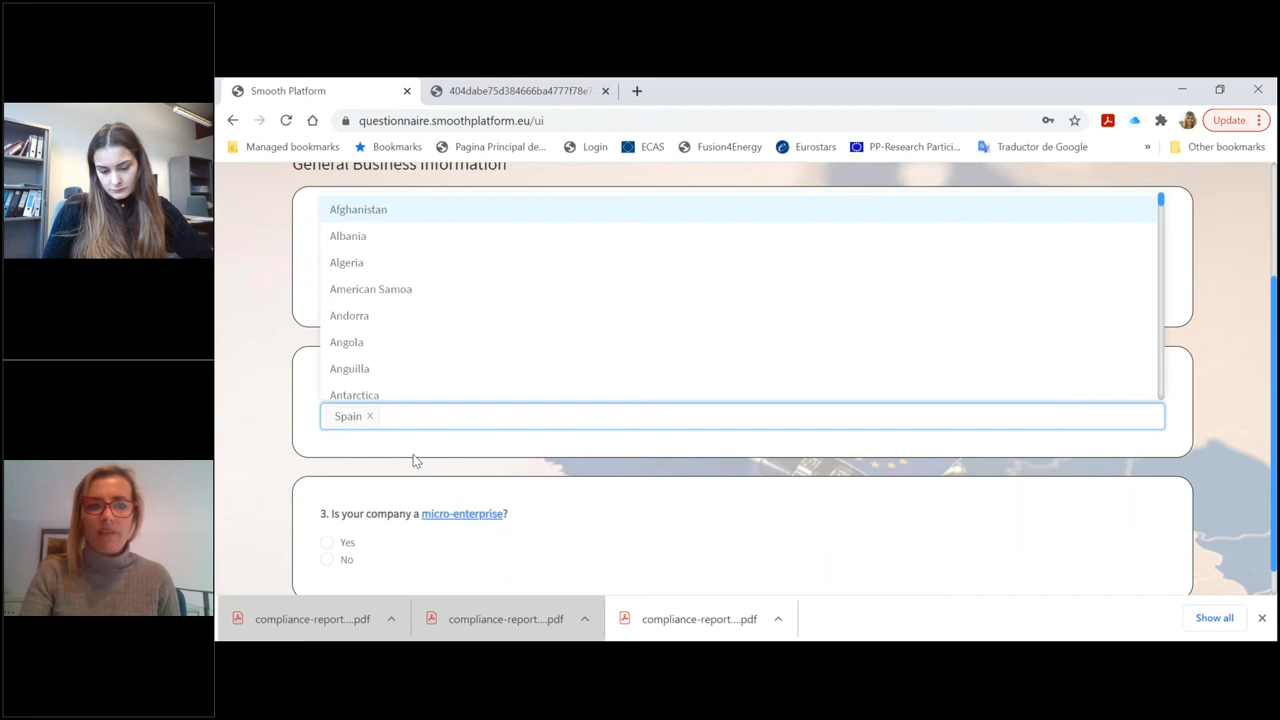 Smooth Platform
404dabe75d384666ba4777f78e7
questionnaire.smoothplatform.eu/ui
Update
Managed bookmarks
Bookmarks
Pagina Principal de...
Login
ECAS
Fusion4Energy
Eurostars
PP-Research Partici...
Traductor de Google
»
Other bookmarks
General Business Information
Afghanistan
Albania
Algeria
American Samoa
Andorra
Angola
Anguilla
Antarctica
Spain ×
3. Is your company a micro-enterprise?
Yes
No
compliance-report....pdf
compliance-report....pdf
compliance-report....pdf
Show all